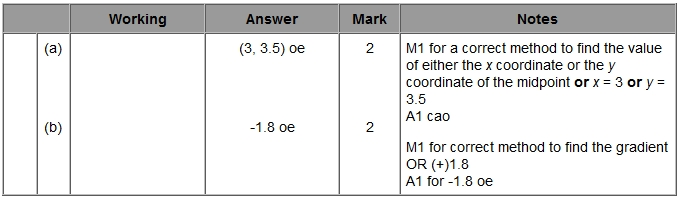 Working Answer Mark Notes
(a) (3, 3.5) oe 2 M1 for a correct method to find the value
of either the x coordinate or the y
coordinate of the midpoint or x = 3 or y =
3.5
A1 cao
(b) -1.8 oe 2
M1 for correct method to find the gradient
OR (+)1.8
A1 for -1.8 oe